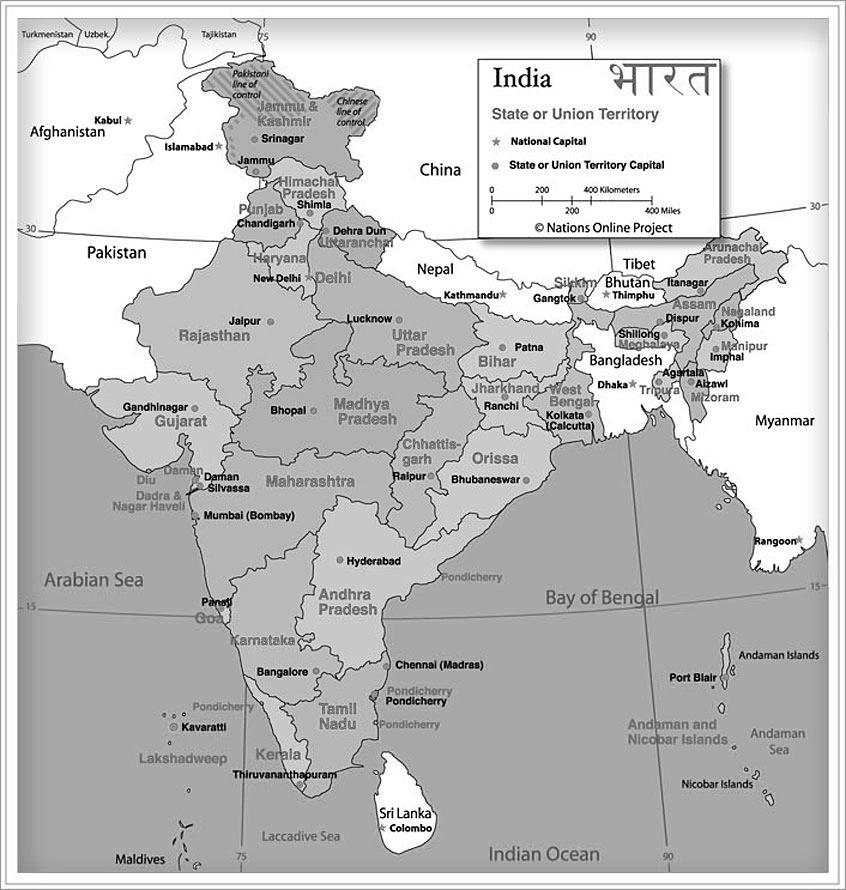 Turkmenistan
Uzbek.
Tajikistan
75
90
India भारत
State or Union Territory
National Capital
State or Union Territory Capital
0 200 400 Kilometers
0 200 400 Miles
© Nations Online Project
Pakistani
line of
control
Chinese
line of
control
Jammu &
Kashmir
Srinagar
Kabul
Afghanistan
Islamabad
Jammu
China
Himachal
Pradesh
Shimla
Punjab
Chandigarh
30
30
Dehra Dun
Uttaranchal
Pakistan
Haryana
New Delhi
Delhi
Nepal
Kathmandu
Sikkim
Gangtok
Tibet
Bhutan
Thimphu
Arunachal
Pradesh
Itanagar
Assam
Dispur
Nagaland
Kohima
Shillong
Meghalaya
Manipur
Imphal
Jaipur
Rajasthan
Lucknow
Uttar
Pradesh
Patna
Bihar
Bangladesh
Dhaka
Agartala
Tripura
Aizawl
Mizoram
Myanmar
Gandhinagar
Gujarat
Bhopal
Madhya
Pradesh
Jharkhand
Ranchi
West
Bengal
Kolkata
(Calcutta)
Chhattis-
garh
Raipur
Orissa
Bhubaneswar
Daman
Diu
Daman
Silvassa
Dadra &
Nagar Haveli
Maharashtra
Mumbai (Bombay)
Rangoon
Hyderabad
Andhra
Pradesh
Pondicherry
Arabian Sea
Bay of Bengal
15
15
Panaji
Goa
Karnataka
Bangalore
Chennai (Madras)
Andaman Islands
Port Blair
Pondicherry
Pondicherry
Pondicherry
Pondicherry
Tamil
Nadu
Kavaratti
Lakshadweep
Kerala
Thiruvananthapuram
Andaman and
Nicobar Islands
Andaman
Sea
Nicobar Islands
Sri Lanka
Colombo
Laccadive Sea
Maldives
75
Indian Ocean
90